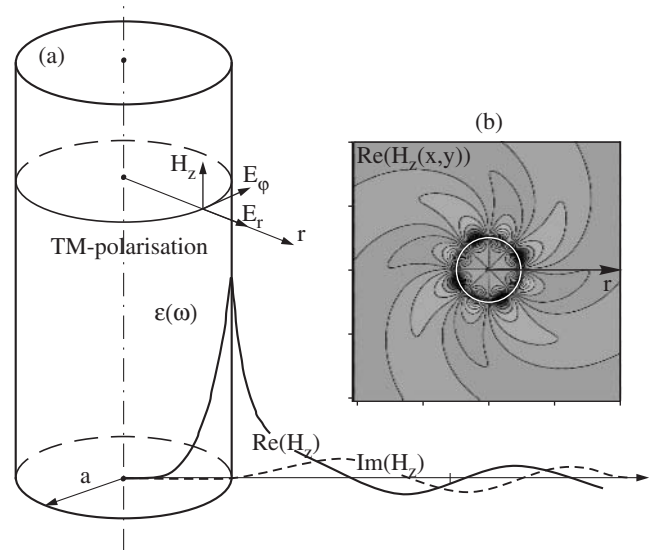 (a)
(b)
Re(H_z(x,y))
H_z
E_φ
E_r
r
TM-polarisation
r
ε(ω)
Re(H_z)
Im(H_z)
a